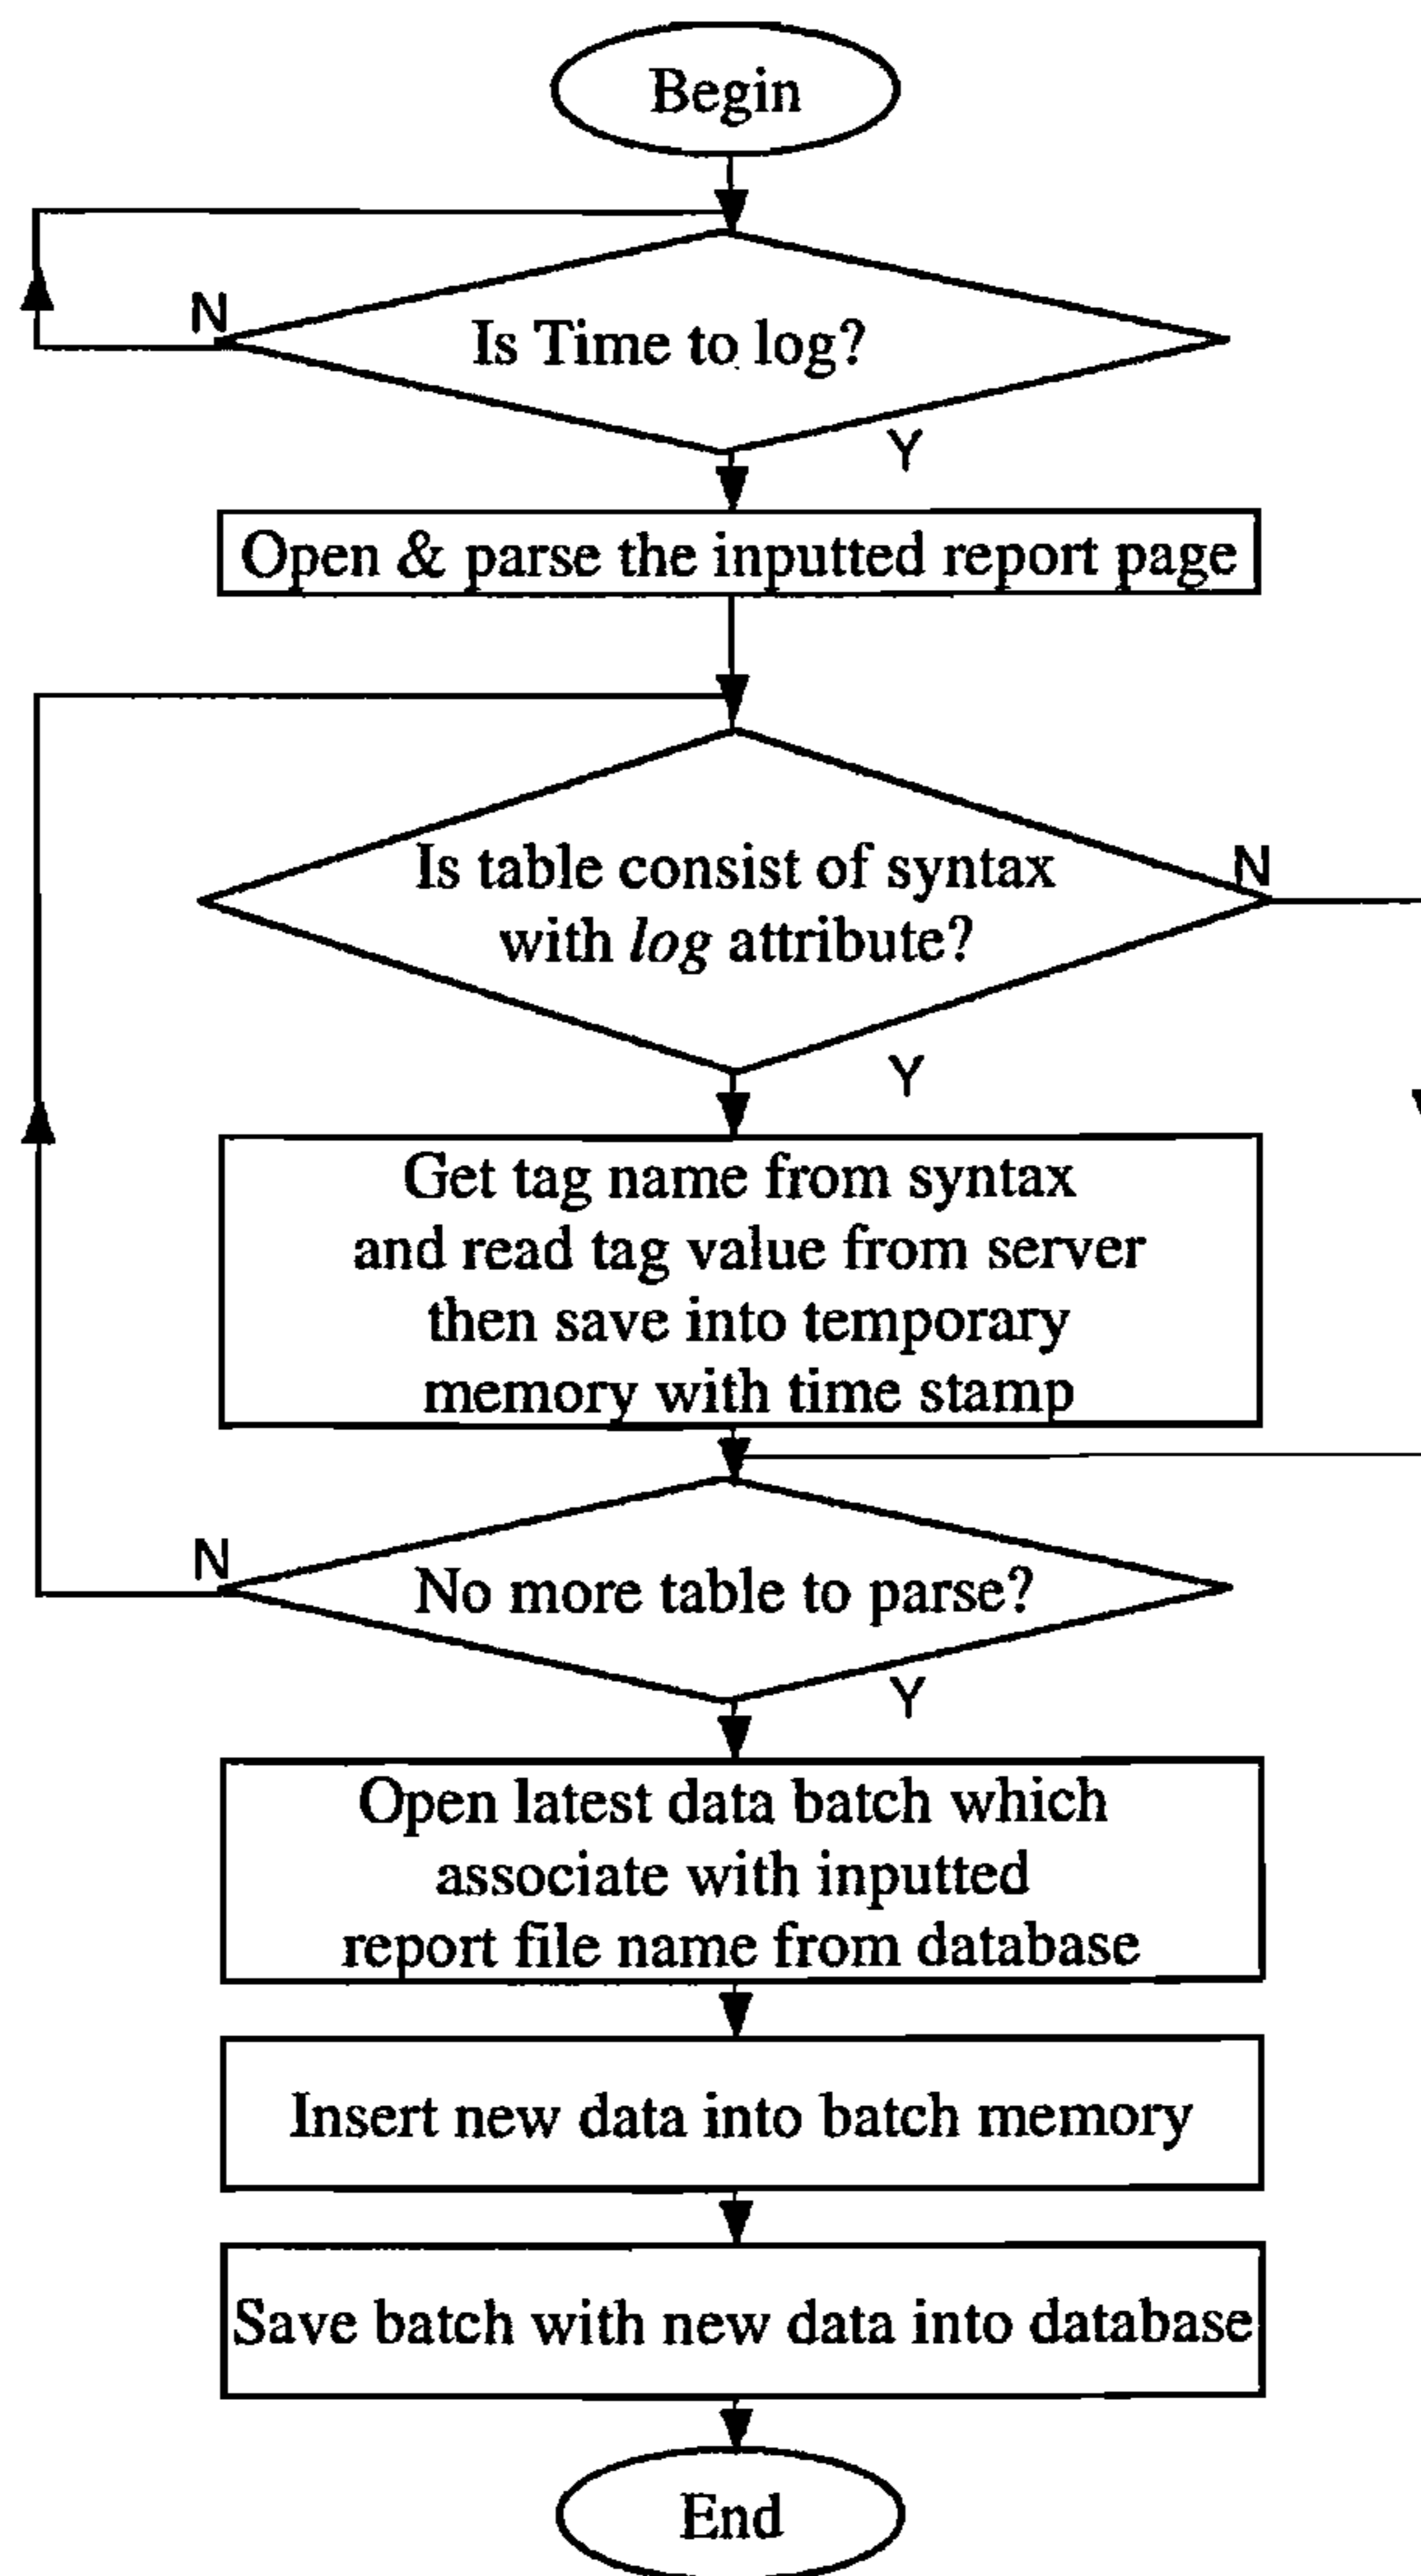 Begin
N
Is Time to log?
Y
Open & parse the inputted report page
Is table consist of syntax
N
with log attribute?
Y
Get tag name from syntax
and read tag value from server
then save into temporary
memory with time stamp
N
No more table to parse?
Y
Open latest data batch which
associate with inputted
report file name from database
Insert new data into batch memory
Save batch with new data into database
End